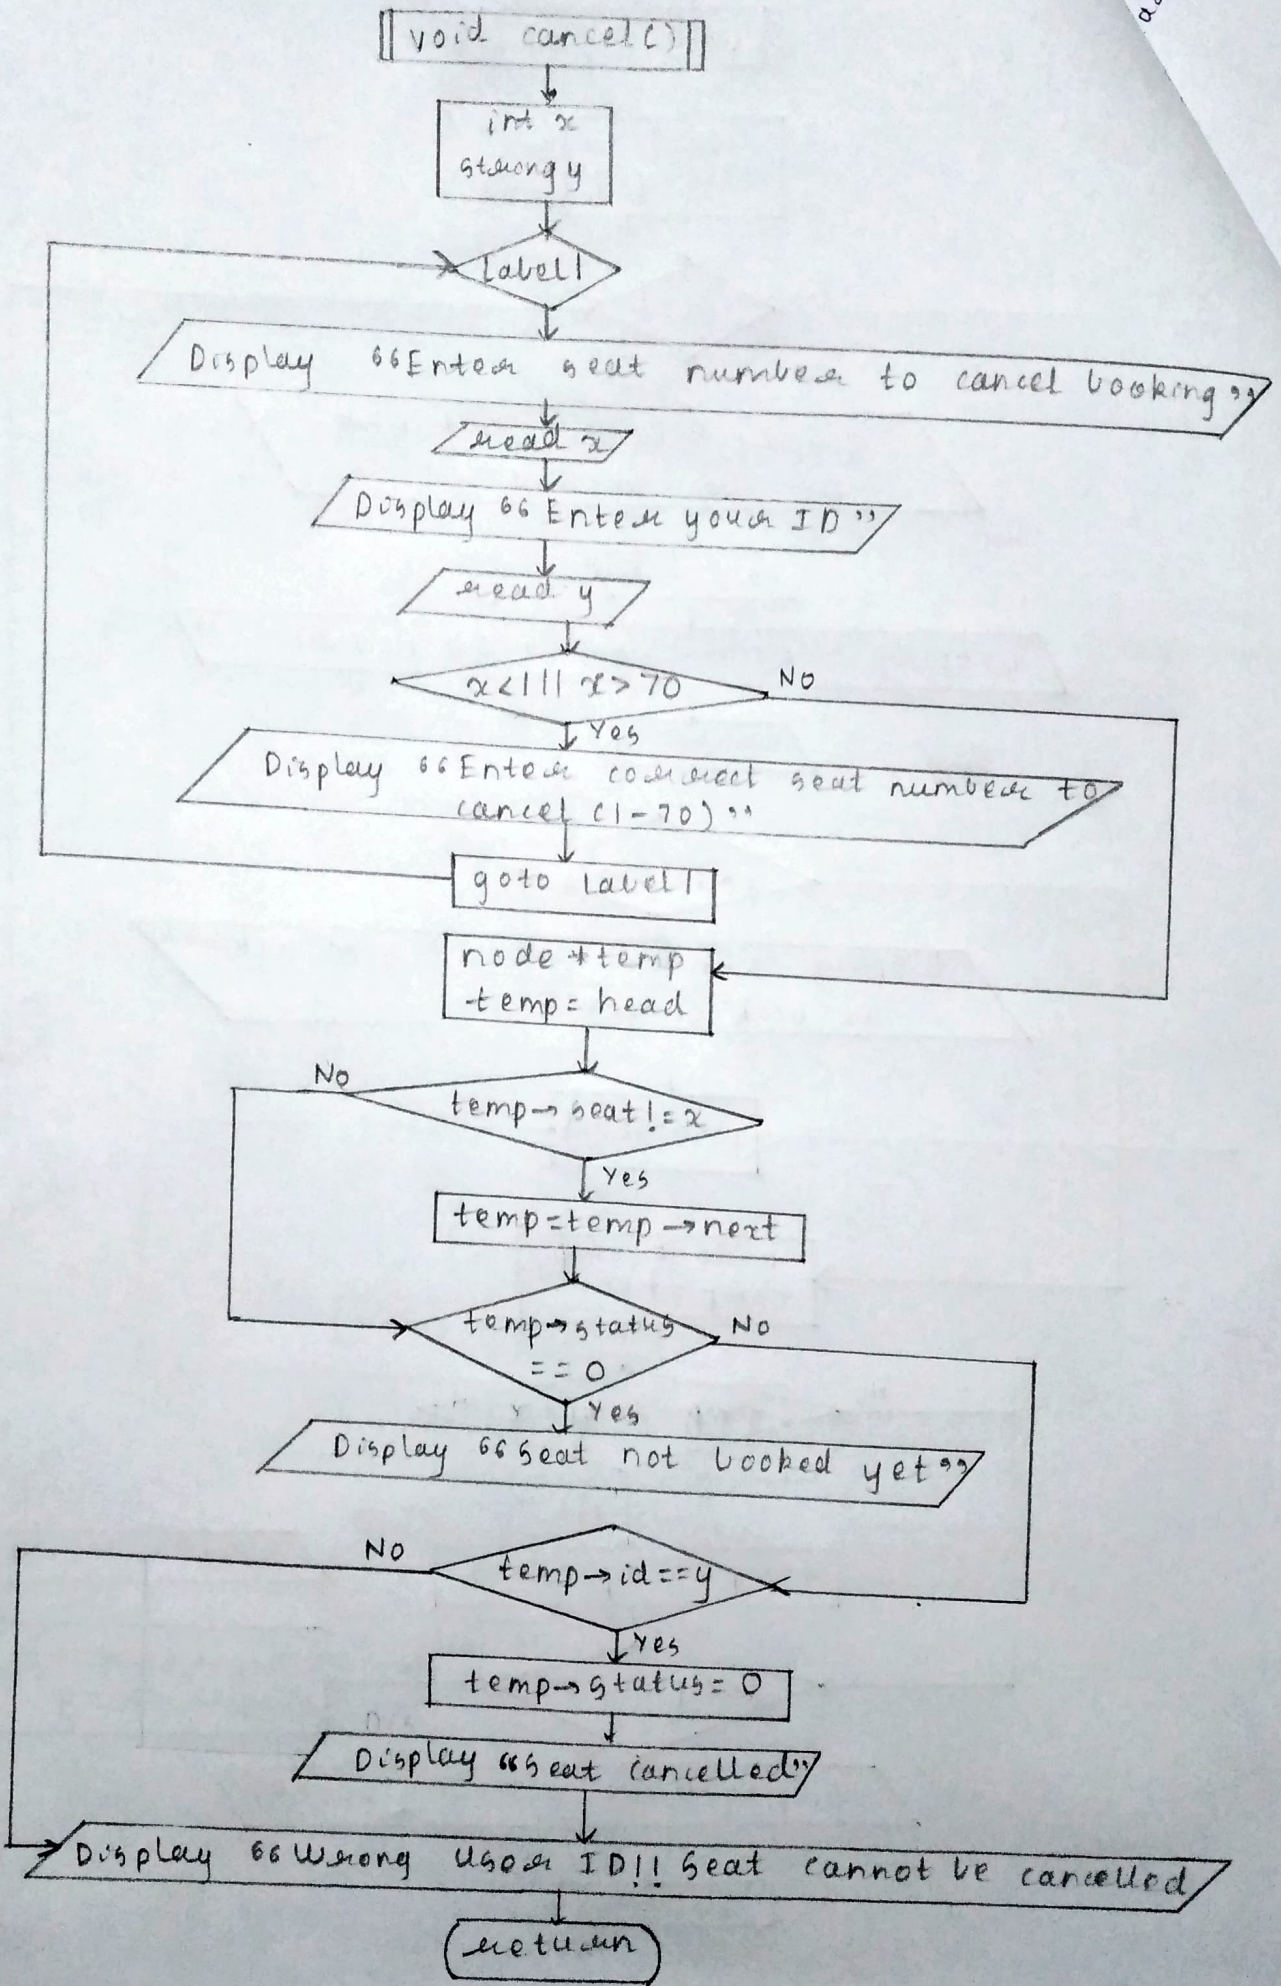 void cancel()
int x
strong y
label1
Display “Enter seat number to cancel booking”
read x
Display “Enter your ID”
read y
x<1 || x>70
No
Yes
Display “Enter correct seat number to
cancel (1-70)”
goto label1
node *temp
temp = head
No
temp→seat!=x
Yes
temp=temp→next
temp→status
==0
No
Yes
Display “Seat not booked yet”
No
temp→id==y
Yes
temp→status=0
Display “Seat cancelled”
Display “Wrong User ID!! Seat cannot be cancelled
return